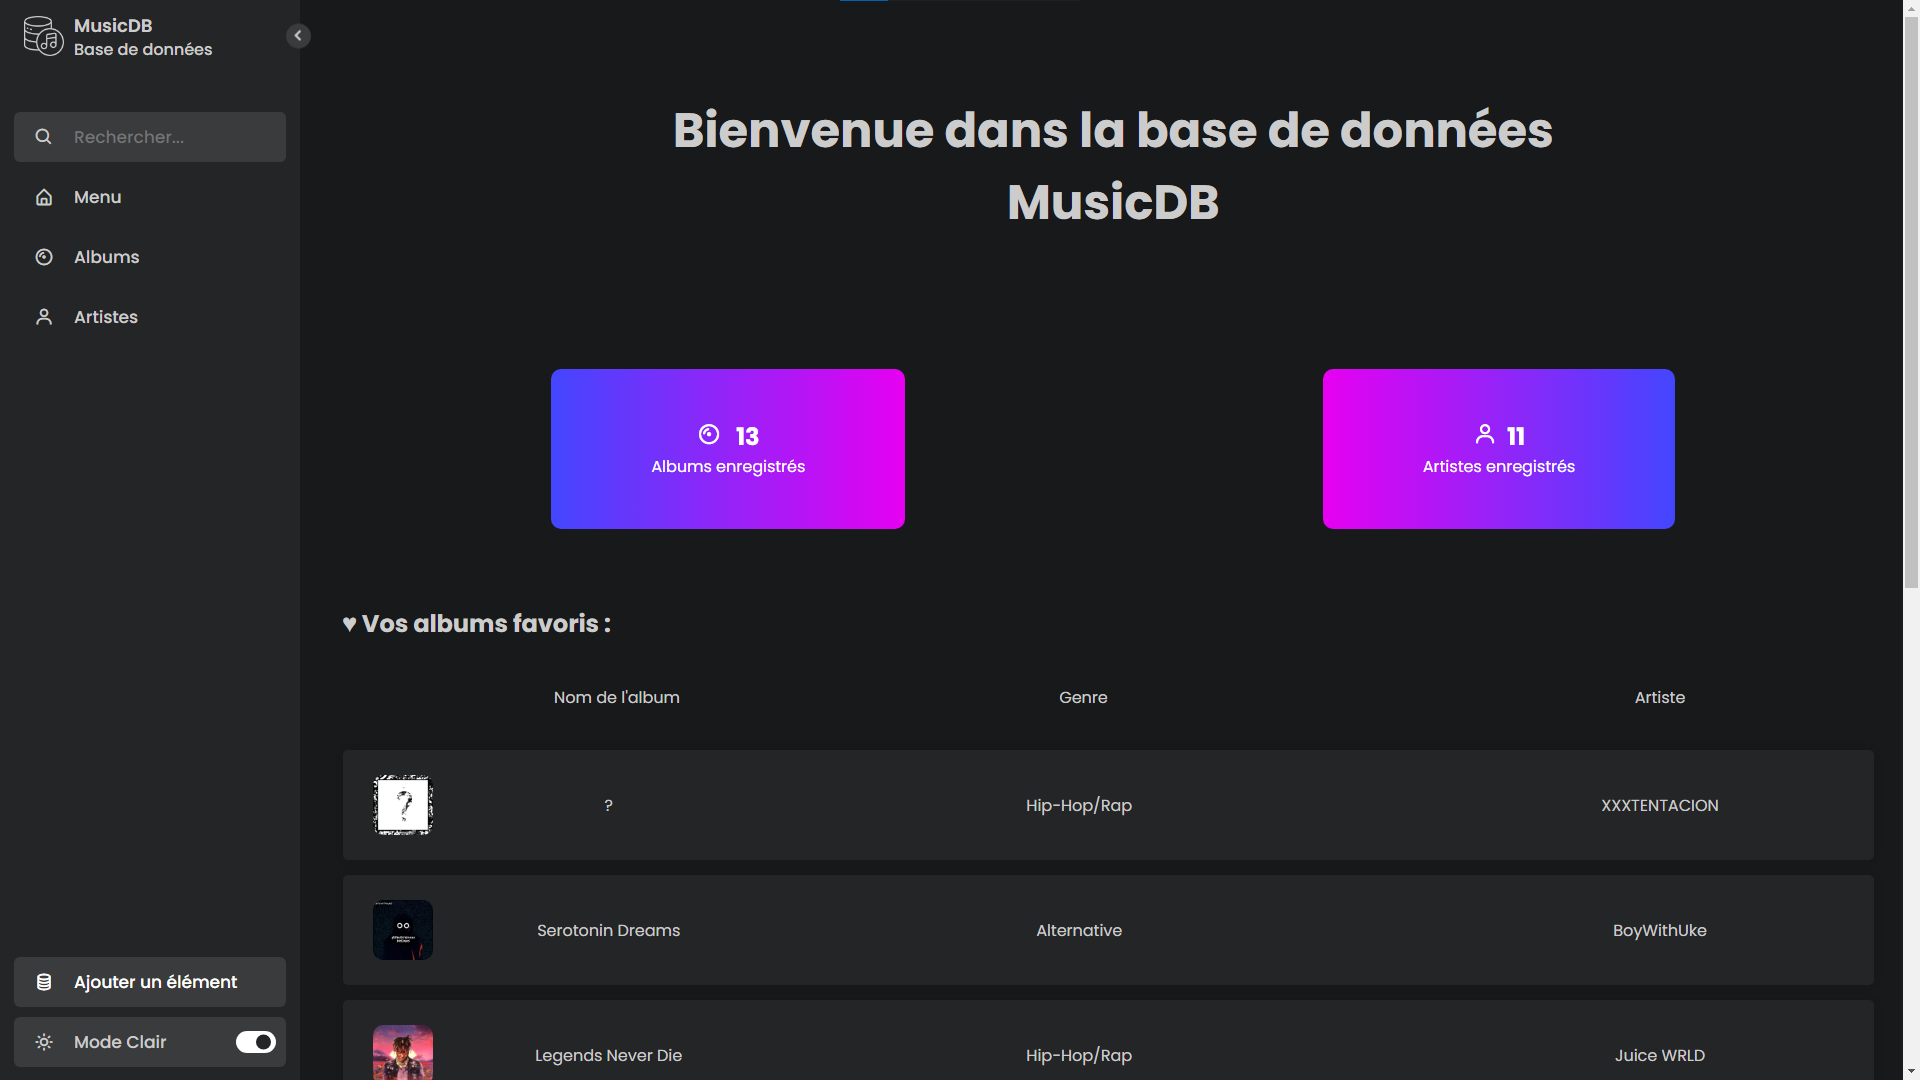 MusicDB
Base de données
Rechercher...
Menu
Albums
Artistes
Ajouter un élément
Mode Clair
Bienvenue dans la base de données
MusicDB
13
Albums enregistrés
11
Artistes enregistrés
♥ Vos albums favoris :
Nom de l'album Genre Artiste
? ? Hip-Hop/Rap XXXTENTACION
Serotonin Dreams Alternative BoyWithUke
Legends Never Die Hip-Hop/Rap Juice WRLD